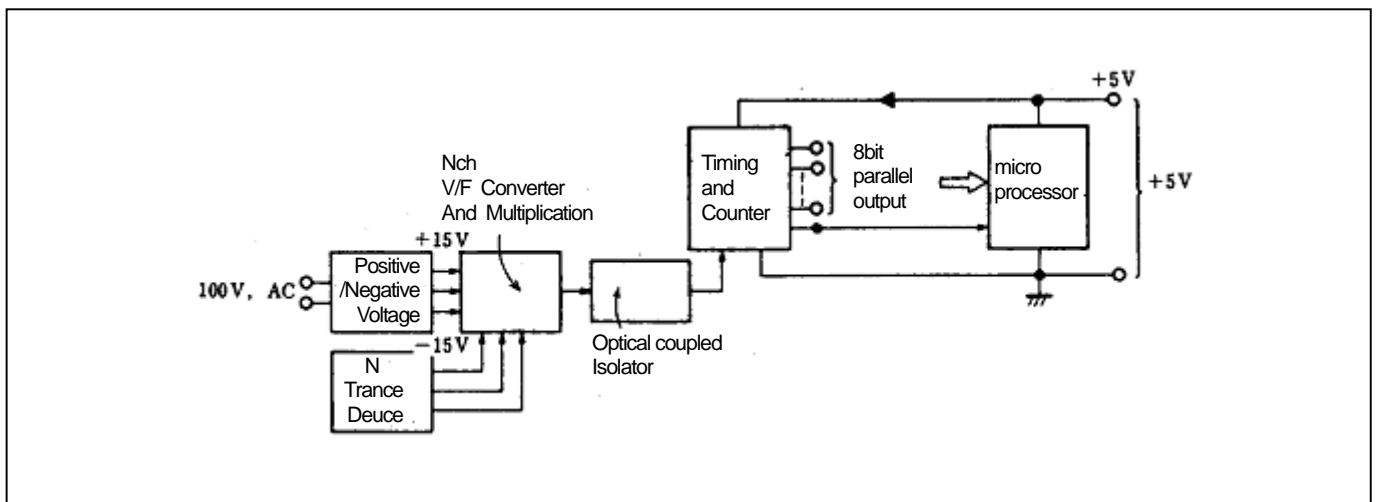 Nch
V/F Converter
And Multiplication
+15V
100V, AC
Positive
/Negative
Voltage
−15V
N
Trance
Deuce
Optical coupled
Isolator
Timing
and
Counter
8bit
parallel
output
micro
processor
+5V
+5V